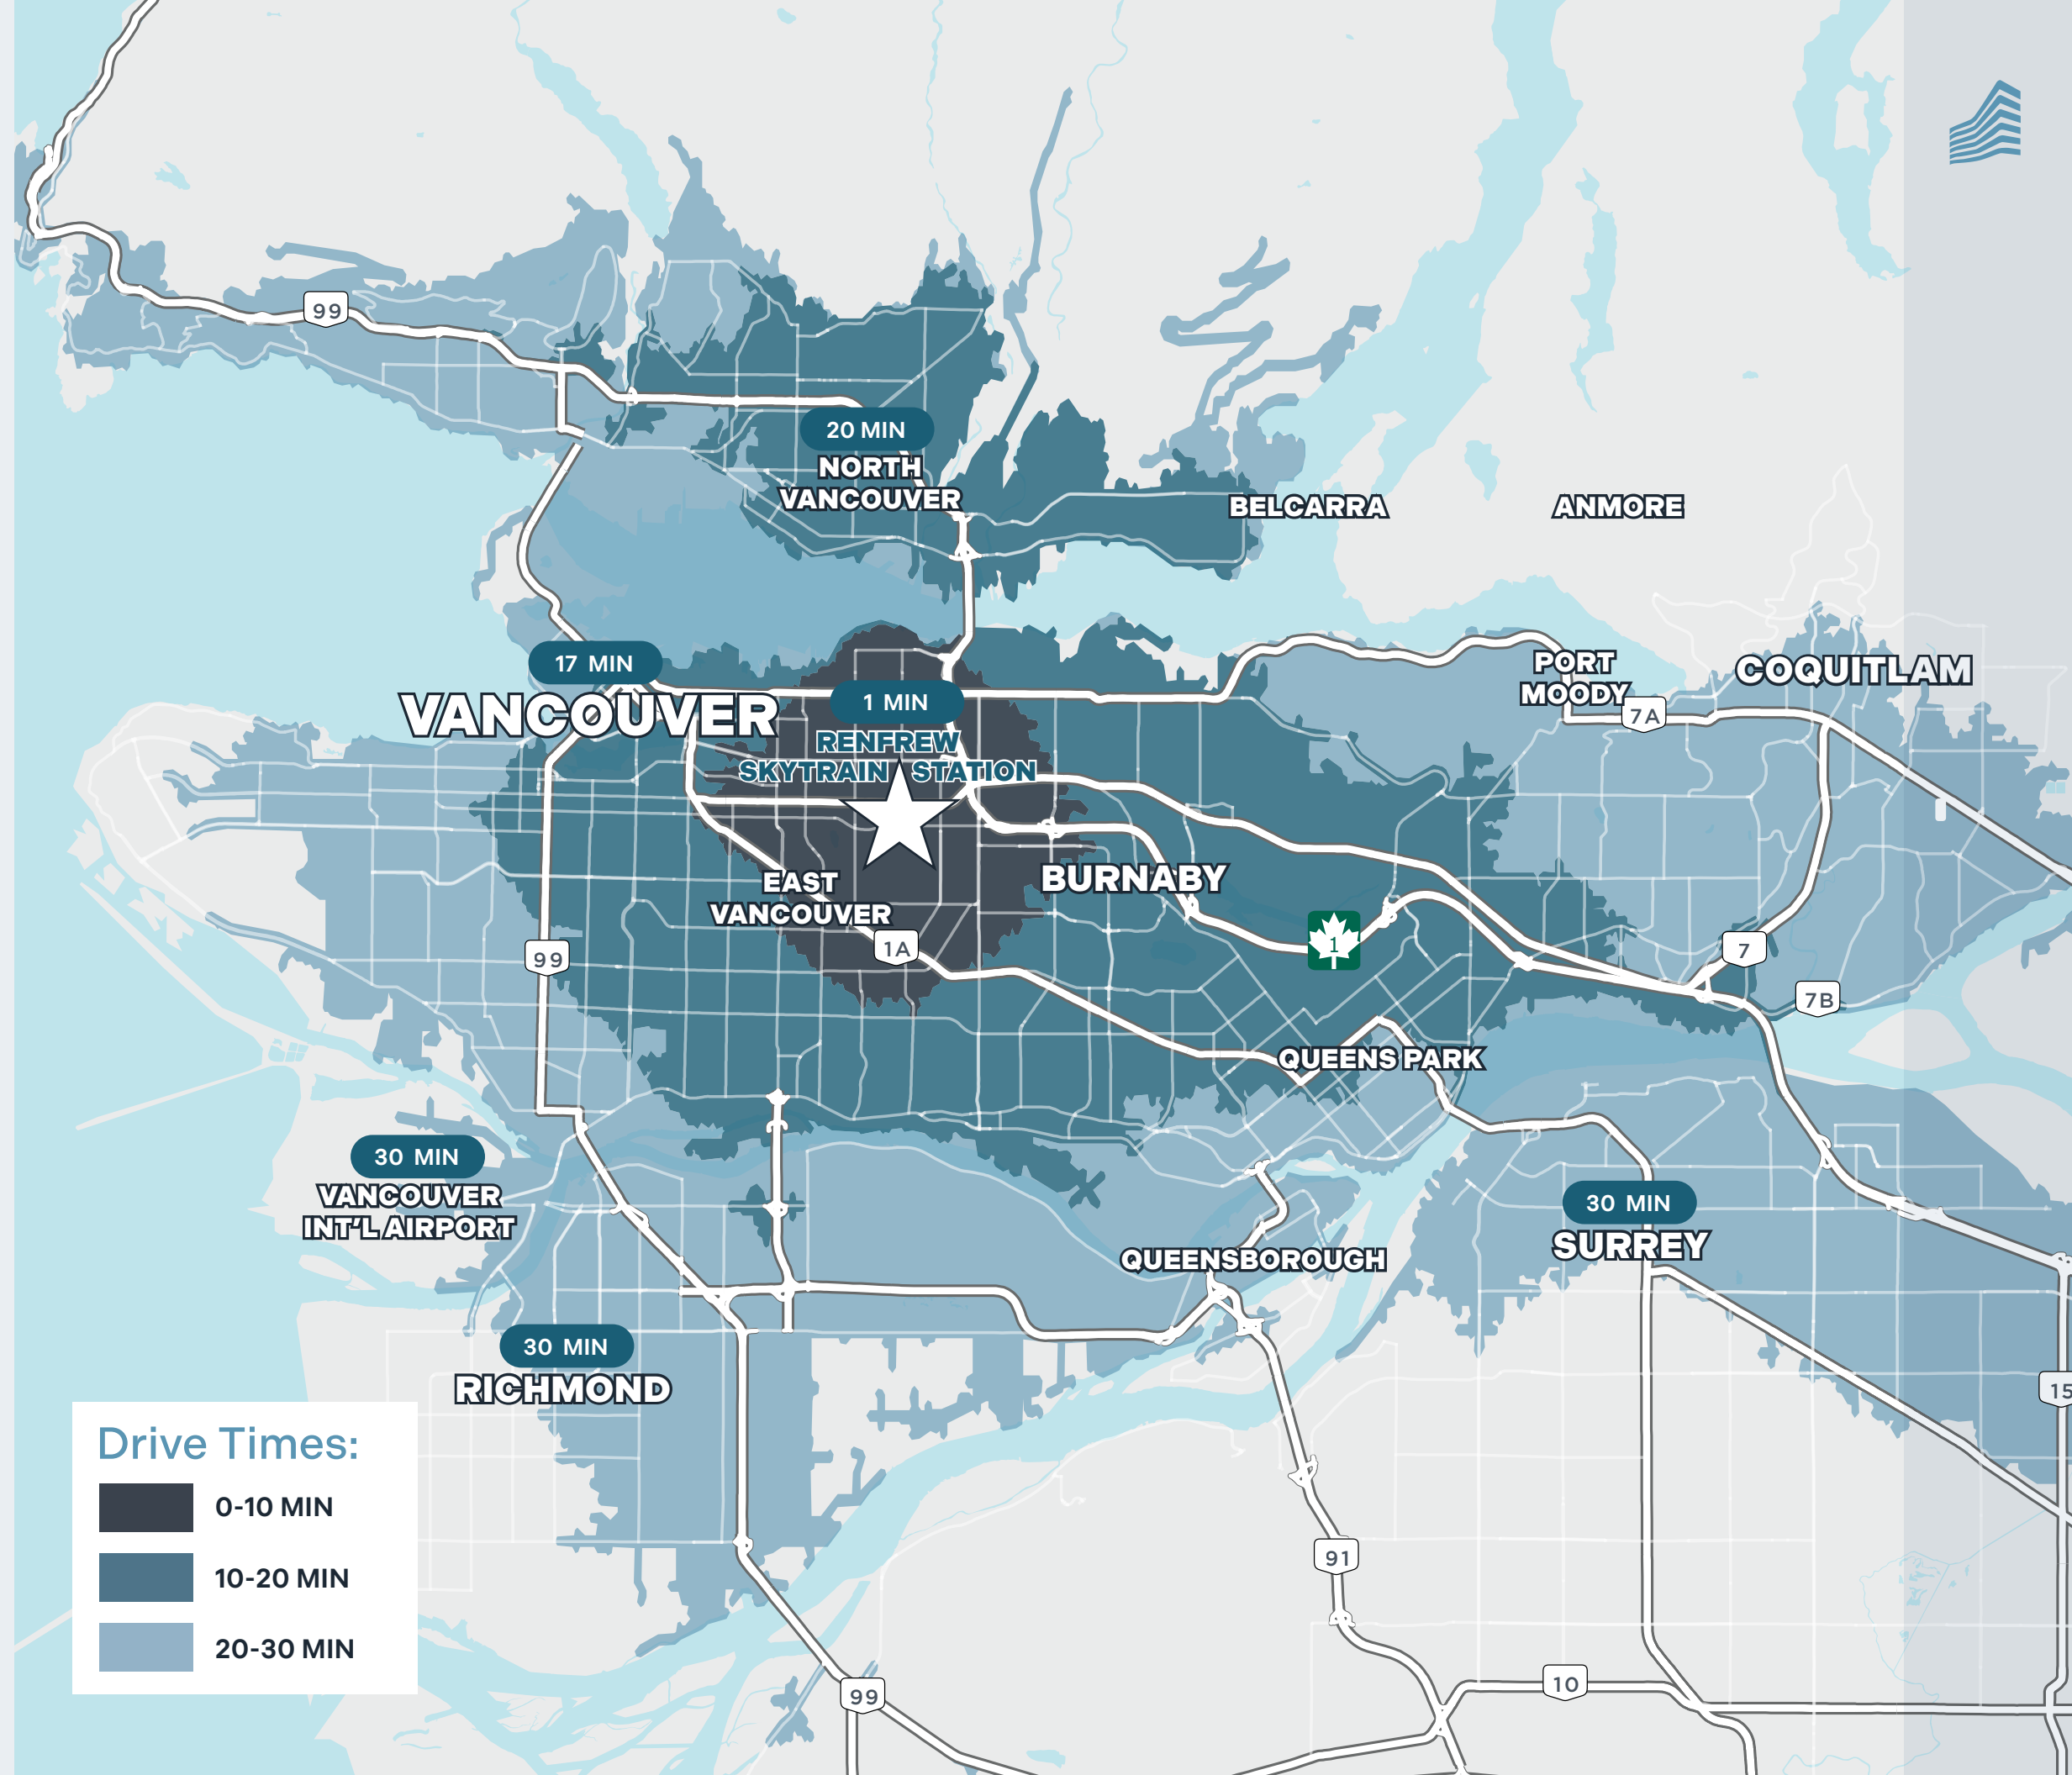 99
20 MIN
NORTH
VANCOUVER
BELCARRA
ANMORE
17 MIN
VANCOUVER
1 MIN
RENFREW
SKYTRAIN STATION
PORT
MOODY
7A
COQUITLAM
EAST
VANCOUVER
1A
BURNABY
1
99
7
7B
QUEENS PARK
30 MIN
VANCOUVER
INT'L AIRPORT
30 MIN
SURREY
QUEENSBOROUGH
30 MIN
RICHMOND
15
Drive Times:
0-10 MIN
10-20 MIN
20-30 MIN
91
10
99